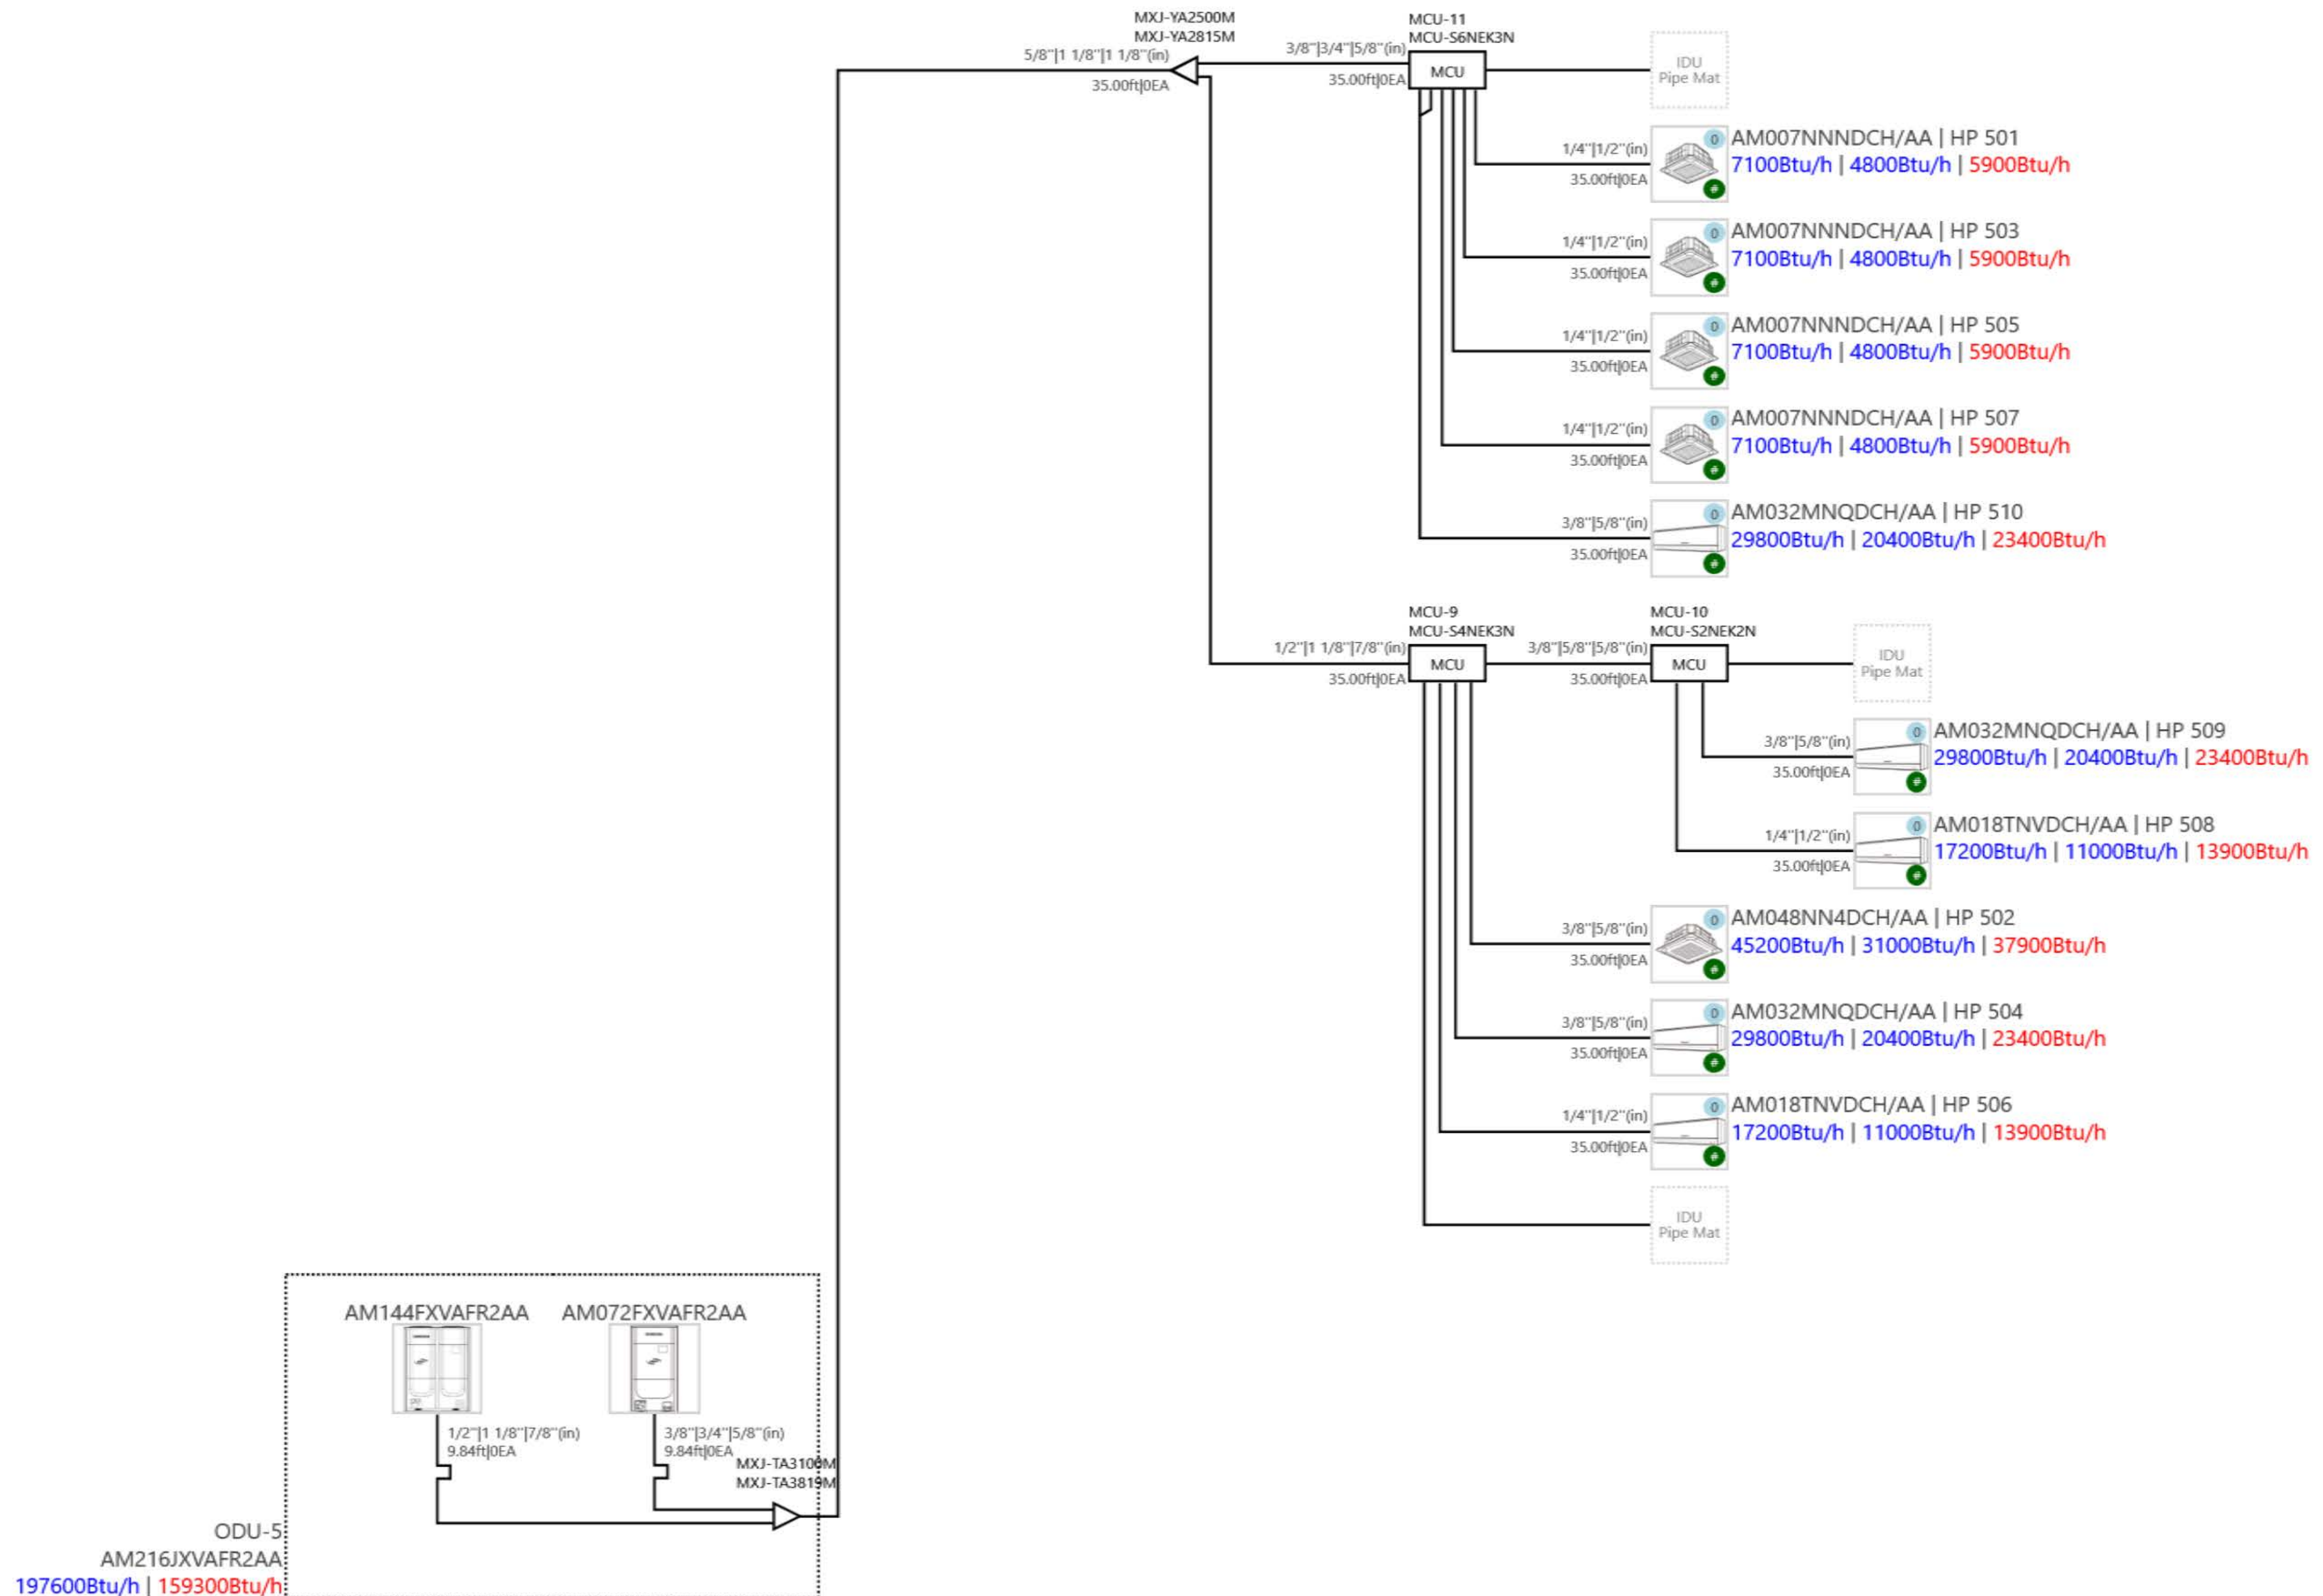 MXJ-YA2500M
MXJ-YA2815M
5/8"|1 1/8"|1 1/8"(in)
35.00ft|0EA
MCU-11
MCU-S6NEK3N
3/8"|3/4"|5/8"(in)
35.00ft|0EA
MCU
IDU
Pipe Mat
1/4"|1/2"(in)
35.00ft|0EA
0
AM007NNNDCH/AA | HP 501
7100Btu/h | 4800Btu/h | 5900Btu/h
#
1/4"|1/2"(in)
35.00ft|0EA
0
AM007NNNDCH/AA | HP 503
7100Btu/h | 4800Btu/h | 5900Btu/h
#
1/4"|1/2"(in)
35.00ft|0EA
0
AM007NNNDCH/AA | HP 505
7100Btu/h | 4800Btu/h | 5900Btu/h
#
1/4"|1/2"(in)
35.00ft|0EA
0
AM007NNNDCH/AA | HP 507
7100Btu/h | 4800Btu/h | 5900Btu/h
#
3/8"|5/8"(in)
35.00ft|0EA
0
AM032MNQDCH/AA | HP 510
29800Btu/h | 20400Btu/h | 23400Btu/h
#
MCU-9
MCU-S4NEK3N
1/2"|1 1/8"|7/8"(in)
35.00ft|0EA
MCU
MCU-10
MCU-S2NEK2N
3/8"|5/8"|5/8"(in)
35.00ft|0EA
MCU
IDU
Pipe Mat
3/8"|5/8"(in)
35.00ft|0EA
0
AM032MNQDCH/AA | HP 509
29800Btu/h | 20400Btu/h | 23400Btu/h
#
1/4"|1/2"(in)
35.00ft|0EA
0
AM018TNVDCH/AA | HP 508
17200Btu/h | 11000Btu/h | 13900Btu/h
#
3/8"|5/8"(in)
35.00ft|0EA
0
AM048NN4DCH/AA | HP 502
45200Btu/h | 31000Btu/h | 37900Btu/h
#
3/8"|5/8"(in)
35.00ft|0EA
0
AM032MNQDCH/AA | HP 504
29800Btu/h | 20400Btu/h | 23400Btu/h
#
1/4"|1/2"(in)
35.00ft|0EA
0
AM018TNVDCH/AA | HP 506
17200Btu/h | 11000Btu/h | 13900Btu/h
#
IDU
Pipe Mat
AM144FXVAFR2AA
AM072FXVAFR2AA
1/2"|1 1/8"|7/8"(in)
9.84ft|0EA
3/8"|3/4"|5/8"(in)
9.84ft|0EA
MXJ-TA3100M
MXJ-TA3819M
ODU-5
AM216JXVAFR2AA
197600Btu/h | 159300Btu/h